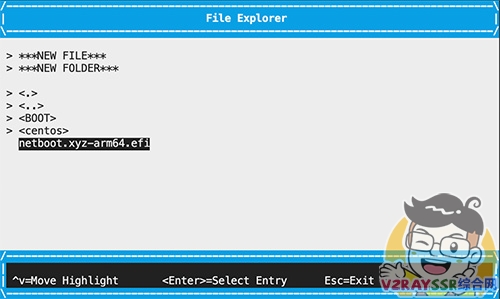 File Explorer
> ***NEW FILE***
> ***NEW FOLDER***
> <.>
> <..>
> <BOOT>
> <centos>
netboot.xyz-arm64.efi
^v=Move Highlight <Enter>=Select Entry Esc=Exit
V2RAYSSR综合网